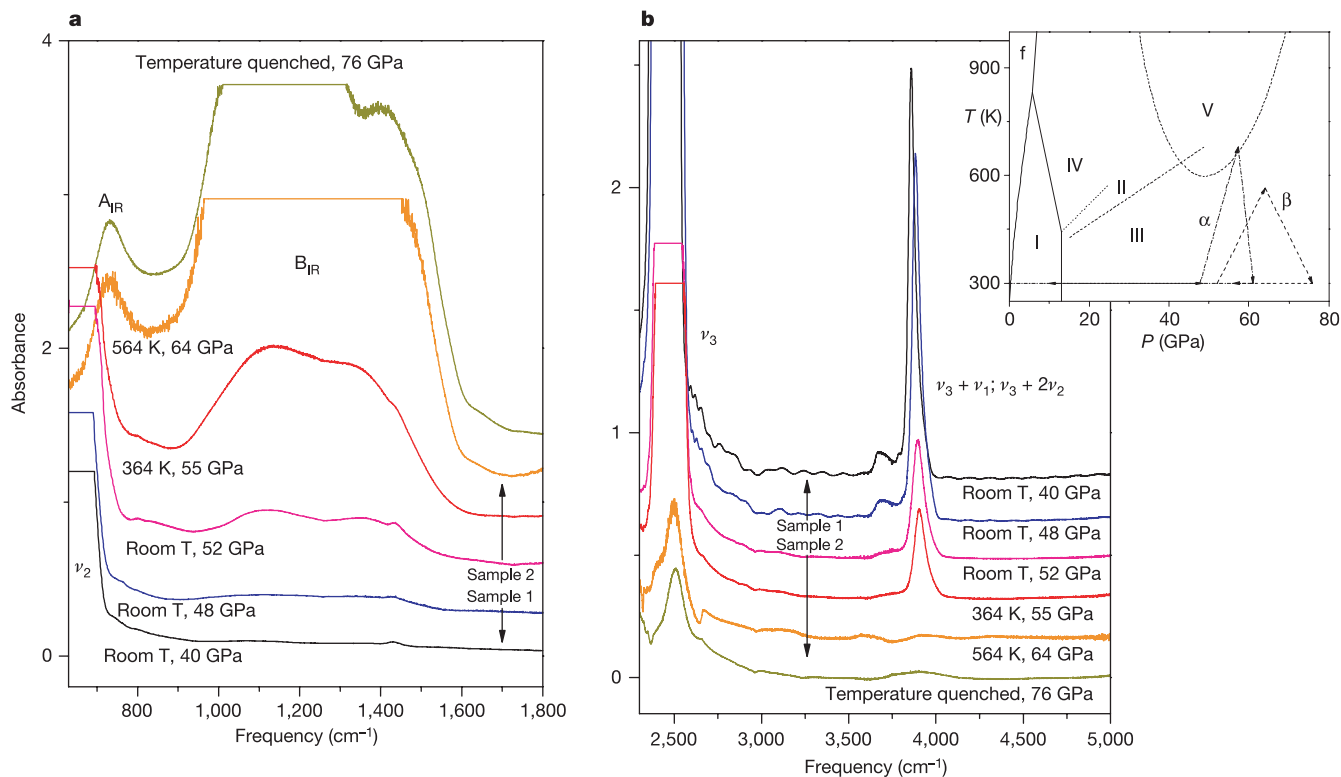 a
4
2
0
Absorbance
Temperature quenched, 76 GPa
A_IR
B_IR
564 K, 64 GPa
364 K, 55 GPa
Room T, 52 GPa
ν₂
Sample 2
Sample 1
Room T, 48 GPa
Room T, 40 GPa
800
1,000
1,200
1,400
1,600
1,800
Frequency (cm⁻¹)
b
2
1
0
ν₃
ν₃ + ν₁; ν₃ + 2ν₂
Room T, 40 GPa
Sample 1
Sample 2
Room T, 48 GPa
Room T, 52 GPa
364 K, 55 GPa
564 K, 64 GPa
Temperature quenched, 76 GPa
2,500
3,000
3,500
4,000
4,500
5,000
Frequency (cm⁻¹)
900
600
300
T (K)
f
V
IV
II
I
III
α
β
0
20
40
60
80
P (GPa)